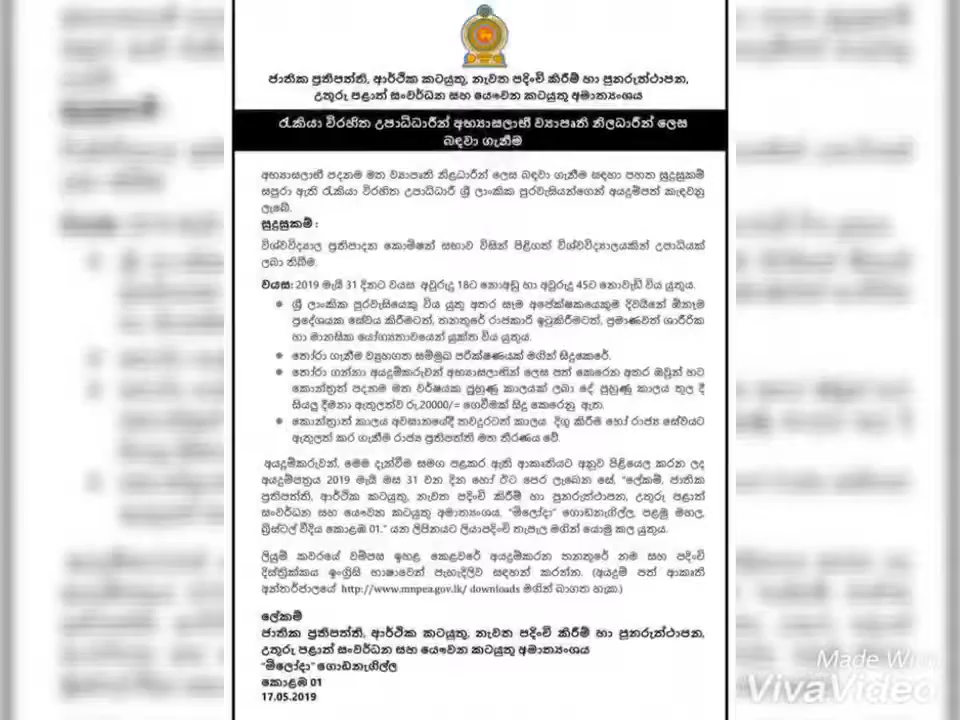 ජාතික ප්‍රතිපත්ති, ආර්ථික කටයුතු, නැවත පදිංචි කිරීම් හා පුනරුත්ථාපන,
උතුරු පළාත් සංවර්ධන සහ යෞවන කටයුතු අමාත්‍යංශය
රැකියා විරහිත උපාධිධාරීන් අභ්‍යාසලාභී ව්‍යාපෘති නිලධාරීන් ලෙස
බඳවා ගැනීම
අභ්‍යාසලාභී පදනම මත ව්‍යාපෘති නිළධාරීන් ලෙස බඳවා ගැනීම සඳහා පහත සුදුසුකම්
සපුරා ඇති රැකියා විරහිත උපාධිධාරී ශ්‍රී ලාංකික පුරවැසියන්ගෙන් අයදුම්පත් කැඳවනු
ලැබේ.
සුදුසුකම් :
විශ්වවිද්‍යාල ප්‍රතිපාදන කොමිෂන් සභාව විසින් පිළිගත් විශ්වවිද්‍යාලයකින් උපාධියක්
ලබා තිබීම.
වයස: 2019 මැයි 31 දිනට වයස අවුරුදු 18ට නොඅඩු හා අවුරුදු 45ට නොවැඩි විය යුතුය.
● ශ්‍රී ලාංකික පුරවැසියෙකු විය යුතු අතර සෑම අපේක්ෂකයෙකුම දිවයිනේ ඕනෑම
ප්‍රදේශයක සේවය කිරීමටත්, තනතුරේ රාජකාරි ඉටුකිරීමටත්, ප්‍රමාණවත් ශාරීරික
හා මානසික යෝග්‍යතාවයෙන් යුක්ත විය යුතුය.
● තෝරා ගැනීම ව්‍යුහගත සම්මුඛ පරීක්ෂණයක් මගින් සිදුකෙරේ.
● තෝරා ගන්නා අයදුම්කරුවන් අභ්‍යාසලාභීන් ලෙස පත් කෙරෙන අතර ඔවුන් හට
කොන්ත්‍රාත් පදනම මත වර්ෂයක පුහුණු කාලයක් ලබා දේ පුහුණු කාලය තුල දී
සියලු දීමනා ඇතුලත්ව රු.20000/= ගෙවීමක් සිදු කෙරෙනු ඇත.
● කොන්ත්‍රාත් කාලය අවසානයේදී තවදුරටත් කාලය දිගු කිරීම හෝ රාජ්‍ය සේවයට
ඇතුලත් කර ගැනීම රාජ්‍ය ප්‍රතිපත්ති මත තීරණය වේ.
අයදුම්කරුවන්, මෙම දැන්වීම සමග පළකර ඇති ආකෘතියට අනුව පිළියෙල කරන ලද
අයදුම්පත්‍රය 2019 මැයි මස 31 වන දින හෝ ඊට පෙර ලැබෙන සේ, "ලේකම්, ජාතික
ප්‍රතිපත්ති, ආර්ථික කටයුතු, නැවත පදිංචි කිරීම් හා පුනරුත්ථාපන, උතුරු පළාත්
සංවර්ධන සහ යෞවන කටයුතු අමාත්‍යංශය. "මිලෝදා" ගොඩනැගිල්ල, පළමු මහල,
බ්‍රිස්ටල් වීදිය කොළඹ 01." යන ලිපිනයට ලියාපදිංචි තැපෑල මගින් යොමු කල යුතුය.
ලියුම් කවරයේ වම්පස ඉහළ කෙළවරේ අයදුම්කරන තනතුරේ නම සහ පදිංචි
දිස්ත්‍රික්කය ඉංග්‍රීසි භාෂාවෙන් පැහැදිලිව සඳහන් කරන්න. (අයදුම් පත් ආකෘති
අන්තර්ජාලයේ http://www.mnpea.gov.lk/ downloads මගින් බාගත හැක.)
ලේකම්
ජාතික ප්‍රතිපත්ති, ආර්ථික කටයුතු, නැවත පදිංචි කිරීම් හා පුනරුත්ථාපන,
උතුරු පළාත් සංවර්ධන සහ යෞවන කටයුතු අමාත්‍යංශය
"මිලෝදා" ගොඩනැගිල්ල
කොළඹ 01
17.05.2019
Made With
VivaVideo